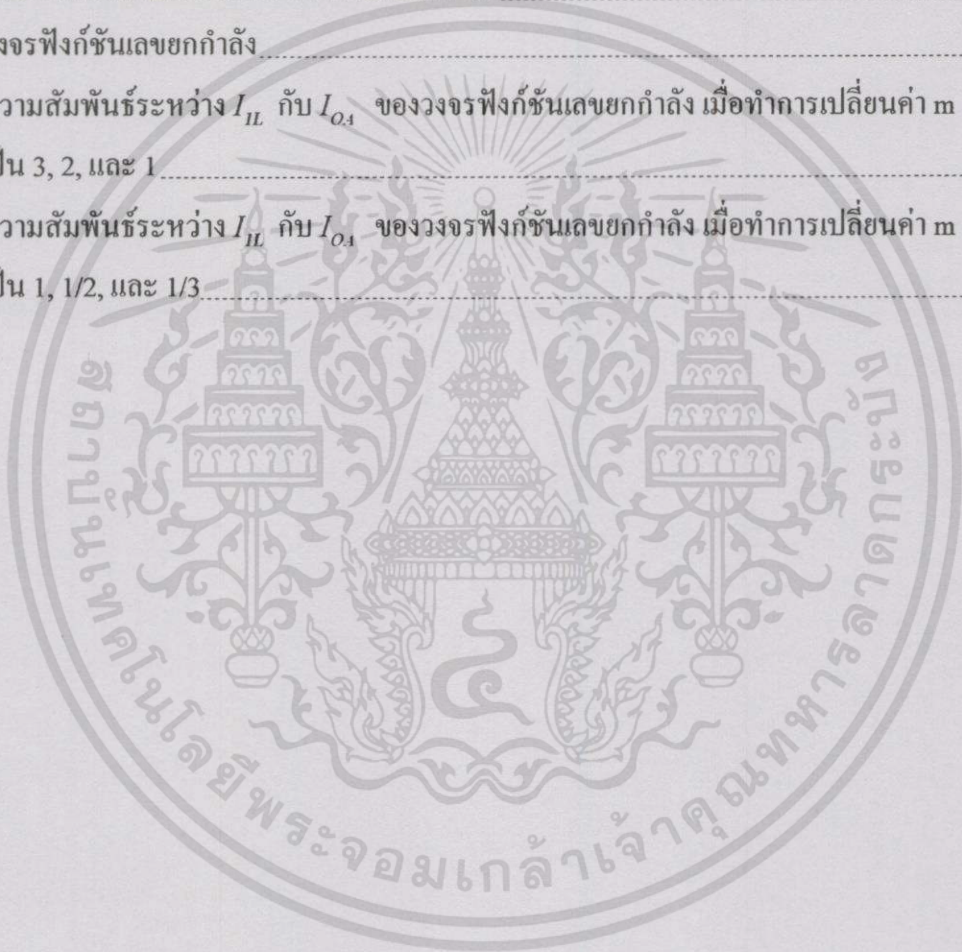 งจรฟังก์ชันเลขยกกำลัง
วามสัมพันธ์ระหว่าง I_{IL} กับ I_{O4} ของวงจรฟังก์ชันเลขยกกำลัง เมื่อทำการเปลี่ยนค่า m
ป็น 3, 2, และ 1
วามสัมพันธ์ระหว่าง I_{IL} กับ I_{O4} ของวงจรฟังก์ชันเลขยกกำลัง เมื่อทำการเปลี่ยนค่า m
ป็น 1, 1/2, และ 1/3
สถาบันเทคโนโลยีพระจอมเกล้าเจ้าคุณทหารลาดกระบัง